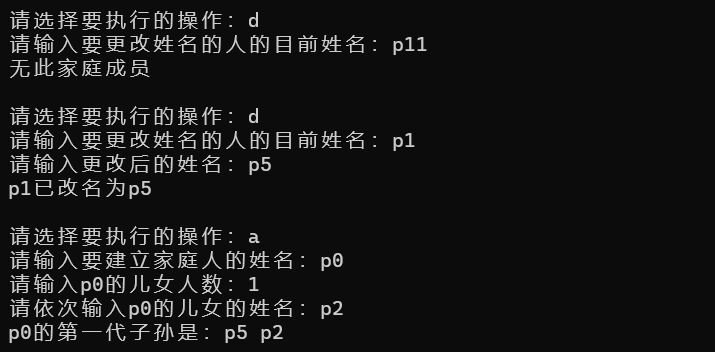 请选择要执行的操作：d
请输入要更改姓名的人的目前姓名：p11
无此家庭成员
请选择要执行的操作：d
请输入要更改姓名的人的目前姓名：p1
请输入更改后的姓名：p5
p1已改名为p5
请选择要执行的操作：a
请输入要建立家庭人的姓名：p0
请输入p0的儿女人数：1
请依次输入p0的儿女的姓名：p2
p0的第一代子孙是：p5 p2